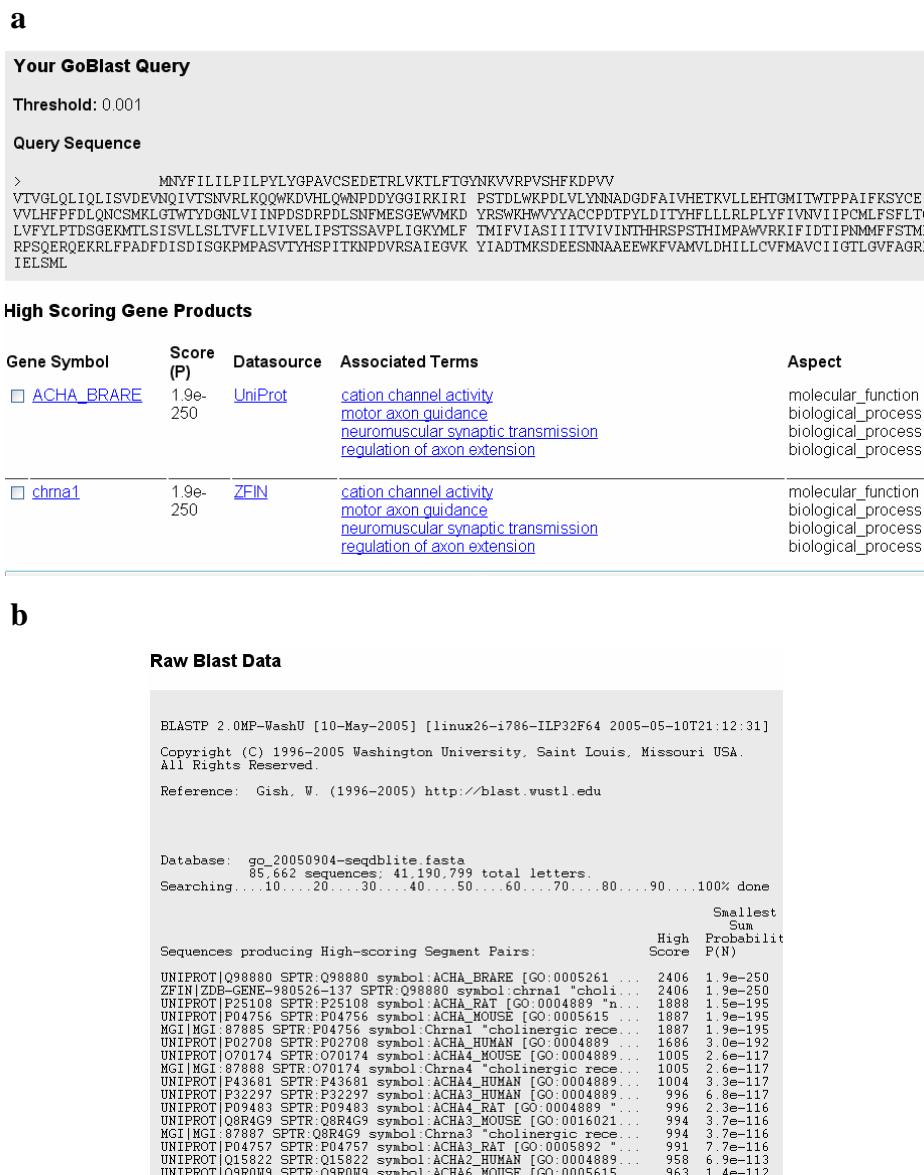 a
Your GoBlast Query
Threshold: 0.001
Query Sequence
> MNYFILILPILPYLYGPAVCSEDETRLVKTLFTGYNKVVRPVSHFKDPVV
VTVGLQLIQLISVDEVNQIVTSNVRLKQQWKDVHLQWNPDDYGGIRKIRI PSTDLWKPDLVLYNNADGDFAIVHETKVLLEHTGMITWTPPAIFKSYCE
VVLHFPFDLQNCSMKLGTWTYDGNLVIINPDSDRPDLSNFMESGEWVMKD YRSWKHWVYYACCPDTPYLDITYHFLLLRLPLYFIVNVIIPCMLFSFLT
LVFYLPTDSGEKMTLSISVLLSLTVFLLVIVELIPSTSSAVPLIGKYMLF TMIFVIASIIITVIVINTHHRSPSTHIMPAWVRKIFIDTIPNMMFFSTM
RPSQERQEKRLFPADFDISDISGKPMPASVTYHSPITKNPDVRSAIEGVK YIADTMKSDEESNNAAEEWKFVAMVLDHILLCVFMAVCIIGTLGVFAGR
IELSML
High Scoring Gene Products
Gene Symbol Score (P) Datasource Associated Terms Aspect
ACHA_BRARE 1.9e-250 UniProt cation channel activity molecular_function
motor axon guidance biological_process
neuromuscular synaptic transmission biological_process
regulation of axon extension biological_process
chrna1 1.9e-250 ZFIN cation channel activity molecular_function
motor axon guidance biological_process
neuromuscular synaptic transmission biological_process
regulation of axon extension biological_process
b
Raw Blast Data
BLASTP 2.0MP-WashU [10-May-2005] [linux26-i786-ILP32F64 2005-05-10T21:12:31]
Copyright (C) 1996-2005 Washington University, Saint Louis, Missouri USA.
All Rights Reserved.
Reference: Gish, W. (1996-2005) http://blast.wustl.edu
Database: go_20050904-seqdblite.fasta
85,662 sequences; 41,190,799 total letters.
Searching....10....20....30....40....50....60....70....80....90....100% done
Smallest
Sum
High Probabilit
Sequences producing High-scoring Segment Pairs: Score P(N)
UNIPROT|Q98880 SPTR:Q98880 symbol:ACHA_BRARE [GO:0005261 ... 2406 1.9e-250
ZFIN|ZDB-GENE-980526-137 SPTR:Q98880 symbol:chrna1 "choli... 2406 1.9e-250
UNIPROT|P25108 SPTR:P25108 symbol:ACHA_RAT [GO:0004889 "n... 1888 1.5e-195
UNIPROT|P04756 SPTR:P04756 symbol:ACHA_MOUSE [GO:0005615 ... 1887 1.9e-195
MGI|MGI:87885 SPTR:P04756 symbol:Chrna1 "cholinergic rece... 1887 1.9e-195
UNIPROT|P02708 SPTR:P02708 symbol:ACHA_HUMAN [GO:0004889 ... 1686 3.0e-192
UNIPROT|O70174 SPTR:O70174 symbol:ACHA4_MOUSE [GO:0004889... 1005 2.6e-117
MGI|MGI:87888 SPTR:O70174 symbol:Chrna4 "cholinergic rece... 1005 2.6e-117
UNIPROT|P43681 SPTR:P43681 symbol:ACHA4_HUMAN [GO:0004889... 1004 3.3e-117
UNIPROT|P32297 SPTR:P32297 symbol:ACHA3_HUMAN [GO:0004889... 996 6.8e-117
UNIPROT|P09483 SPTR:P09483 symbol:ACHA4_RAT [GO:0004889 "... 996 2.3e-116
UNIPROT|Q8R4G9 SPTR:Q8R4G9 symbol:ACHA3_MOUSE [GO:0016021... 994 3.7e-116
MGI|MGI:87887 SPTR:Q8R4G9 symbol:Chrna3 "cholinergic rece... 994 3.7e-116
UNIPROT|P04757 SPTR:P04757 symbol:ACHA3_RAT [GO:0005892 "... 991 7.7e-116
UNIPROT|Q15822 SPTR:Q15822 symbol:ACHA2_HUMAN [GO:0004889... 958 6.9e-113
UNIPROT|Q9R0W9 SPTR:Q9R0W9 symbol:ACHA6_MOUSE [GO:0005615... 963 1.4e-112